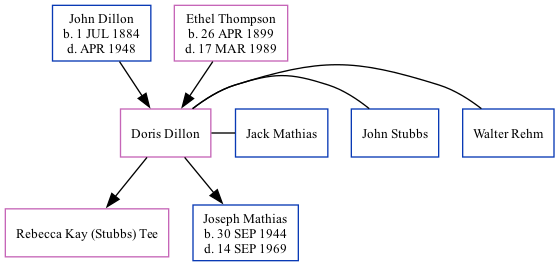 John Dillon
b. 1 JUL 1884
d. APR 1948
Ethel Thompson
b. 26 APR 1899
d. 17 MAR 1989
Doris Dillon
Jack Mathias
John Stubbs
Walter Rehm
Rebecca Kay (Stubbs) Tee
Joseph Mathias
b. 30 SEP 1944
d. 14 SEP 1969